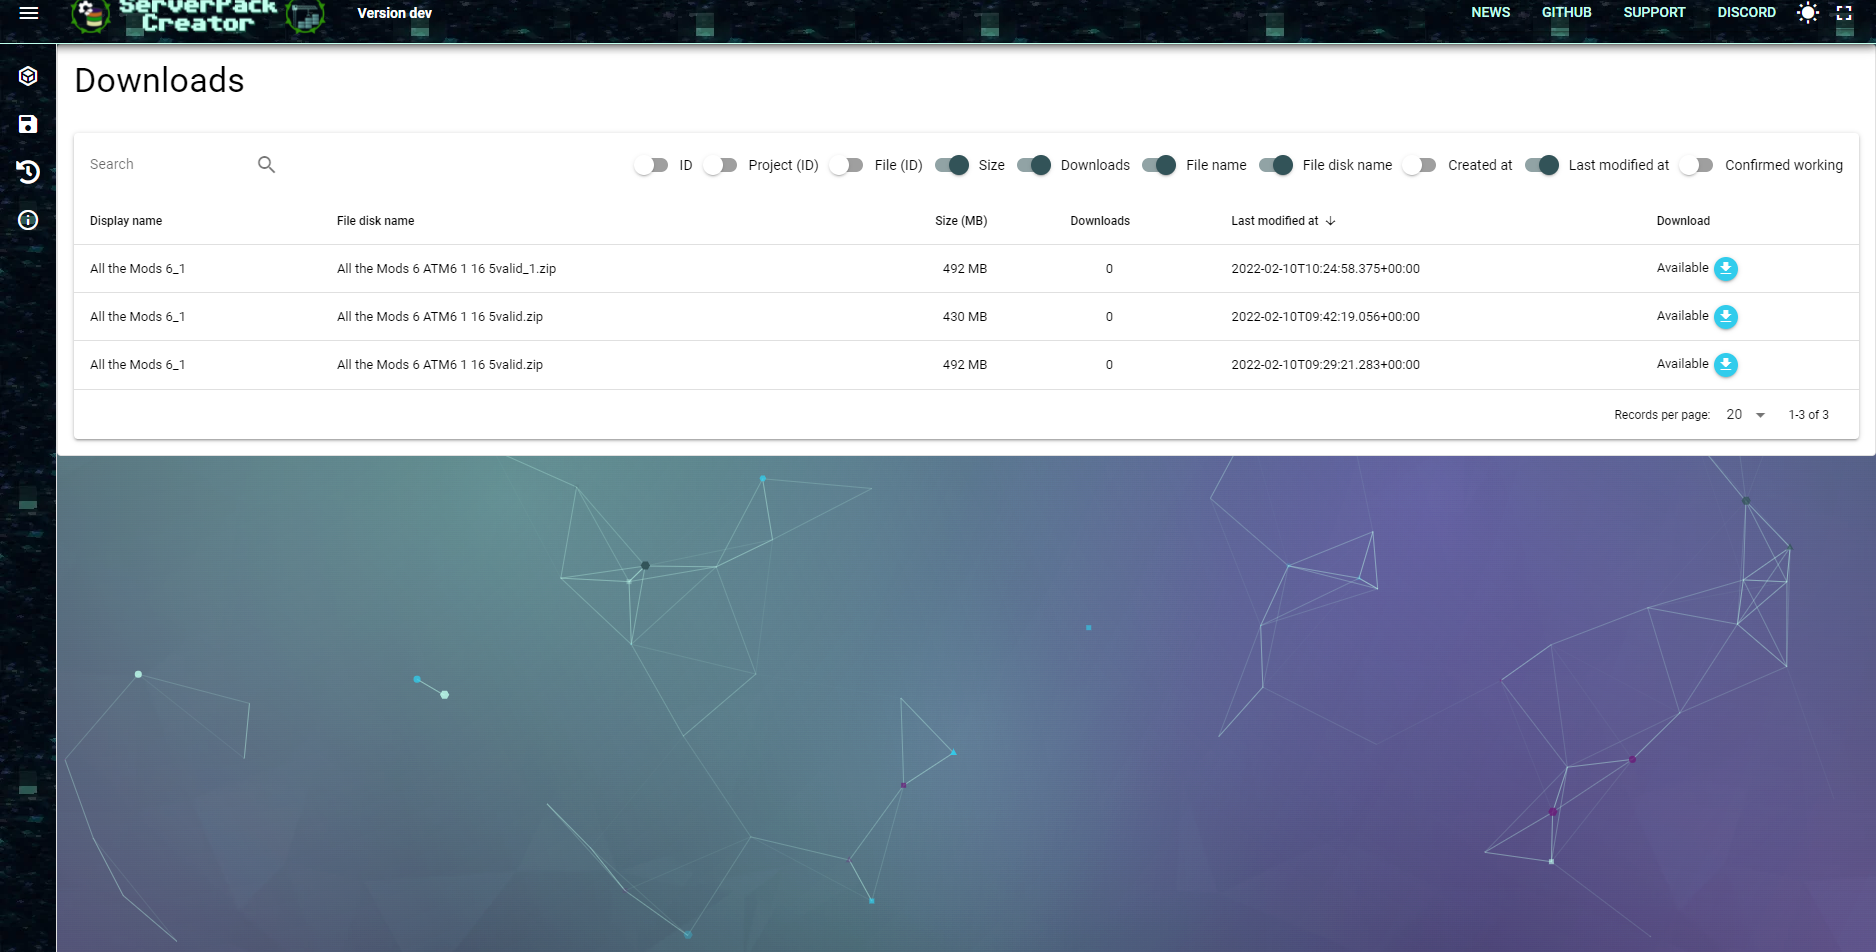 ServerPack
Creator
Version dev
NEWS GITHUB SUPPORT DISCORD
Downloads
Search
ID Project (ID) File (ID) Size Downloads File name File disk name Created at Last modified at Confirmed working
Display name File disk name Size (MB) Downloads Last modified at Download
All the Mods 6_1 All the Mods 6 ATM6 1 16 5valid_1.zip 492 MB 0 2022-02-10T10:24:58.375+00:00 Available
All the Mods 6_1 All the Mods 6 ATM6 1 16 5valid.zip 430 MB 0 2022-02-10T09:42:19.056+00:00 Available
All the Mods 6_1 All the Mods 6 ATM6 1 16 5valid.zip 492 MB 0 2022-02-10T09:29:21.283+00:00 Available
Records per page: 20 1-3 of 3